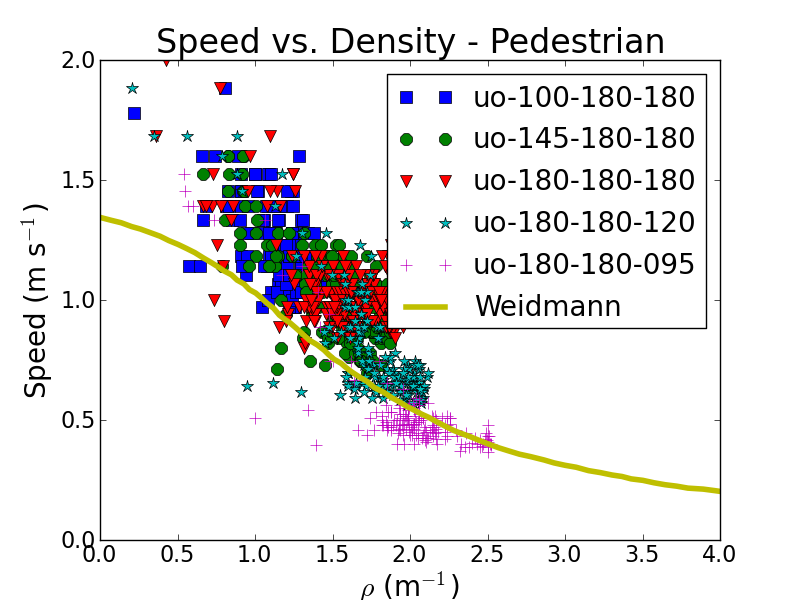 Speed vs. Density - Pedestrian
2.0
1.5
1.0
0.5
0.0
Speed (m s⁻¹)
uo-100-180-180
uo-145-180-180
uo-180-180-180
uo-180-180-120
uo-180-180-095
Weidmann
0.0 0.5 1.0 1.5 2.0 2.5 3.0 3.5 4.0
ρ (m⁻¹)